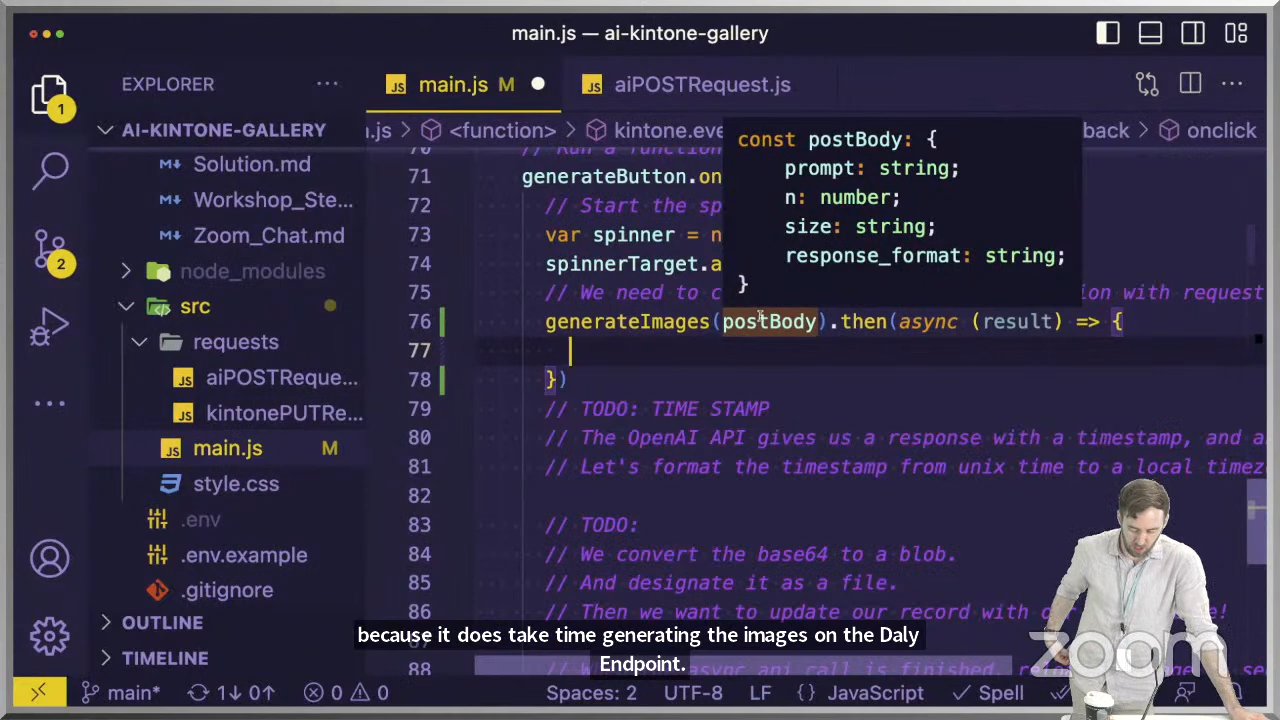 main.js — ai-kintone-gallery
EXPLORER
main.js M
aiPOSTRequest.js
1
AI-KINTONE-GALLERY
.js > <function> > kintone.eve
back > onclick
Solution.md
Workshop_Ste...
Zoom_Chat.md
2
node_modules
src
requests
aiPOSTReque...
kintonePUTRe...
main.js M
style.css
.env
.env.example
.gitignore
OUTLINE
TIMELINE
// Run a function
71 generateButton.on
72 // Start the sp
73 var spinner = n
74 spinnerTarget.a
75 // We need to c
ion with request
const postBody: {
prompt: string;
n: number;
size: string;
response_format: string;
}
76 generateImages(postBody).then(async (result) => {
77
78 })
79 // TODO: TIME STAMP
80 // The OpenAI API gives us a response with a timestamp, and a
81 // Let's format the timestamp from unix time to a local timez
82
83 // TODO:
84 // We convert the base64 to a blob.
85 // And designate it as a file.
86 // Then we want to update our record with
88
because it does take time generating the images on the Daly
Endpoint.
zoom
main* 1↓ 0↑ 0 0
Spaces: 2 UTF-8 LF {} JavaScript Spell